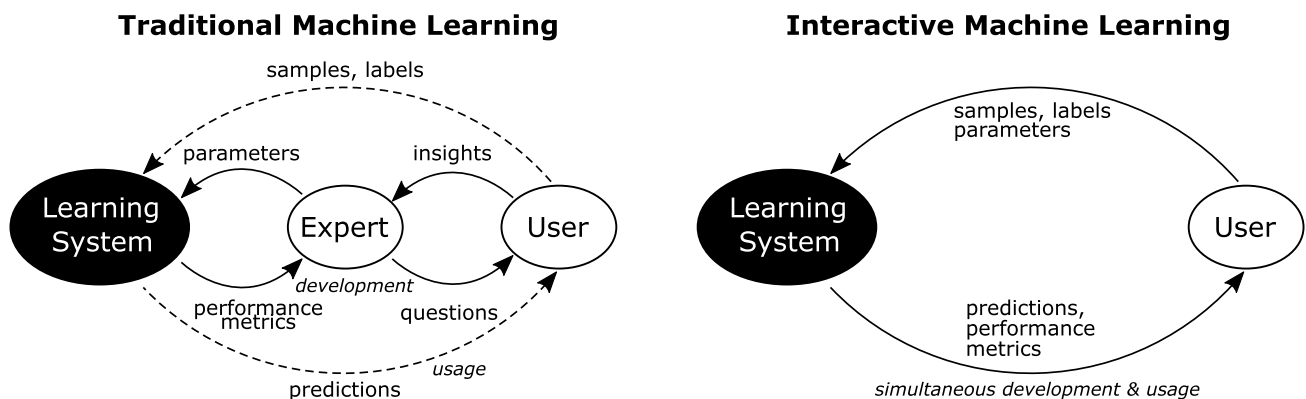 Traditional Machine Learning
samples, labels
parameters
insights
Learning
System
Expert
User
development
performance
metrics
questions
usage
predictions
Interactive Machine Learning
samples, labels
parameters
Learning
System
User
predictions,
performance
metrics
simultaneous development & usage